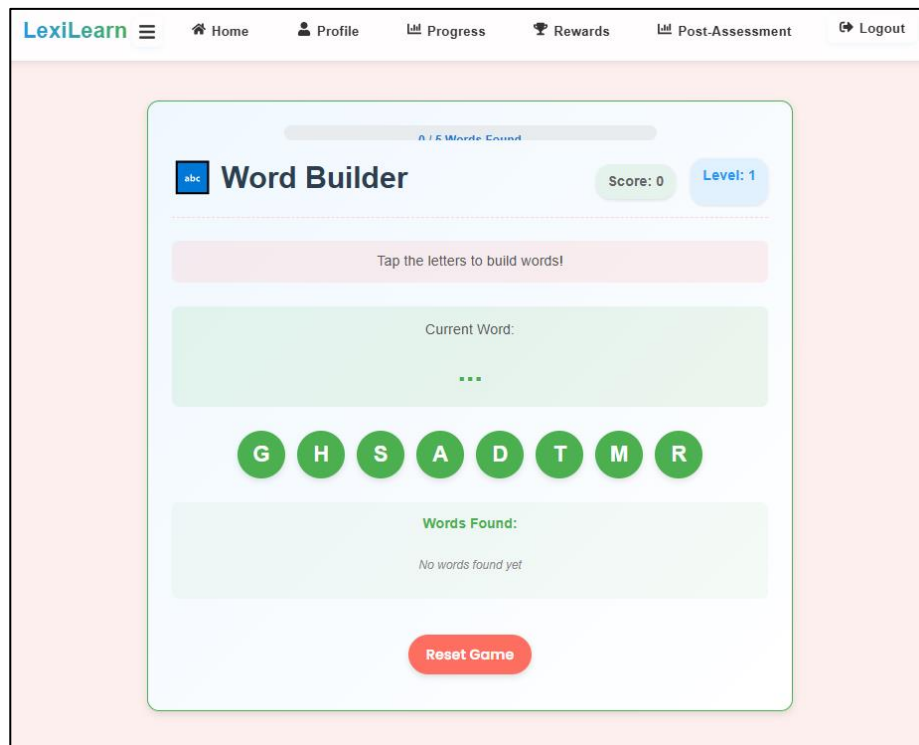 LexiLearn Home Profile Progress Rewards Post-Assessment Logout
0 / 5 Words Found
abc Word Builder Score: 0 Level: 1
Tap the letters to build words!
Current Word:
...
G H S A D T M R
Words Found:
No words found yet
Reset Game